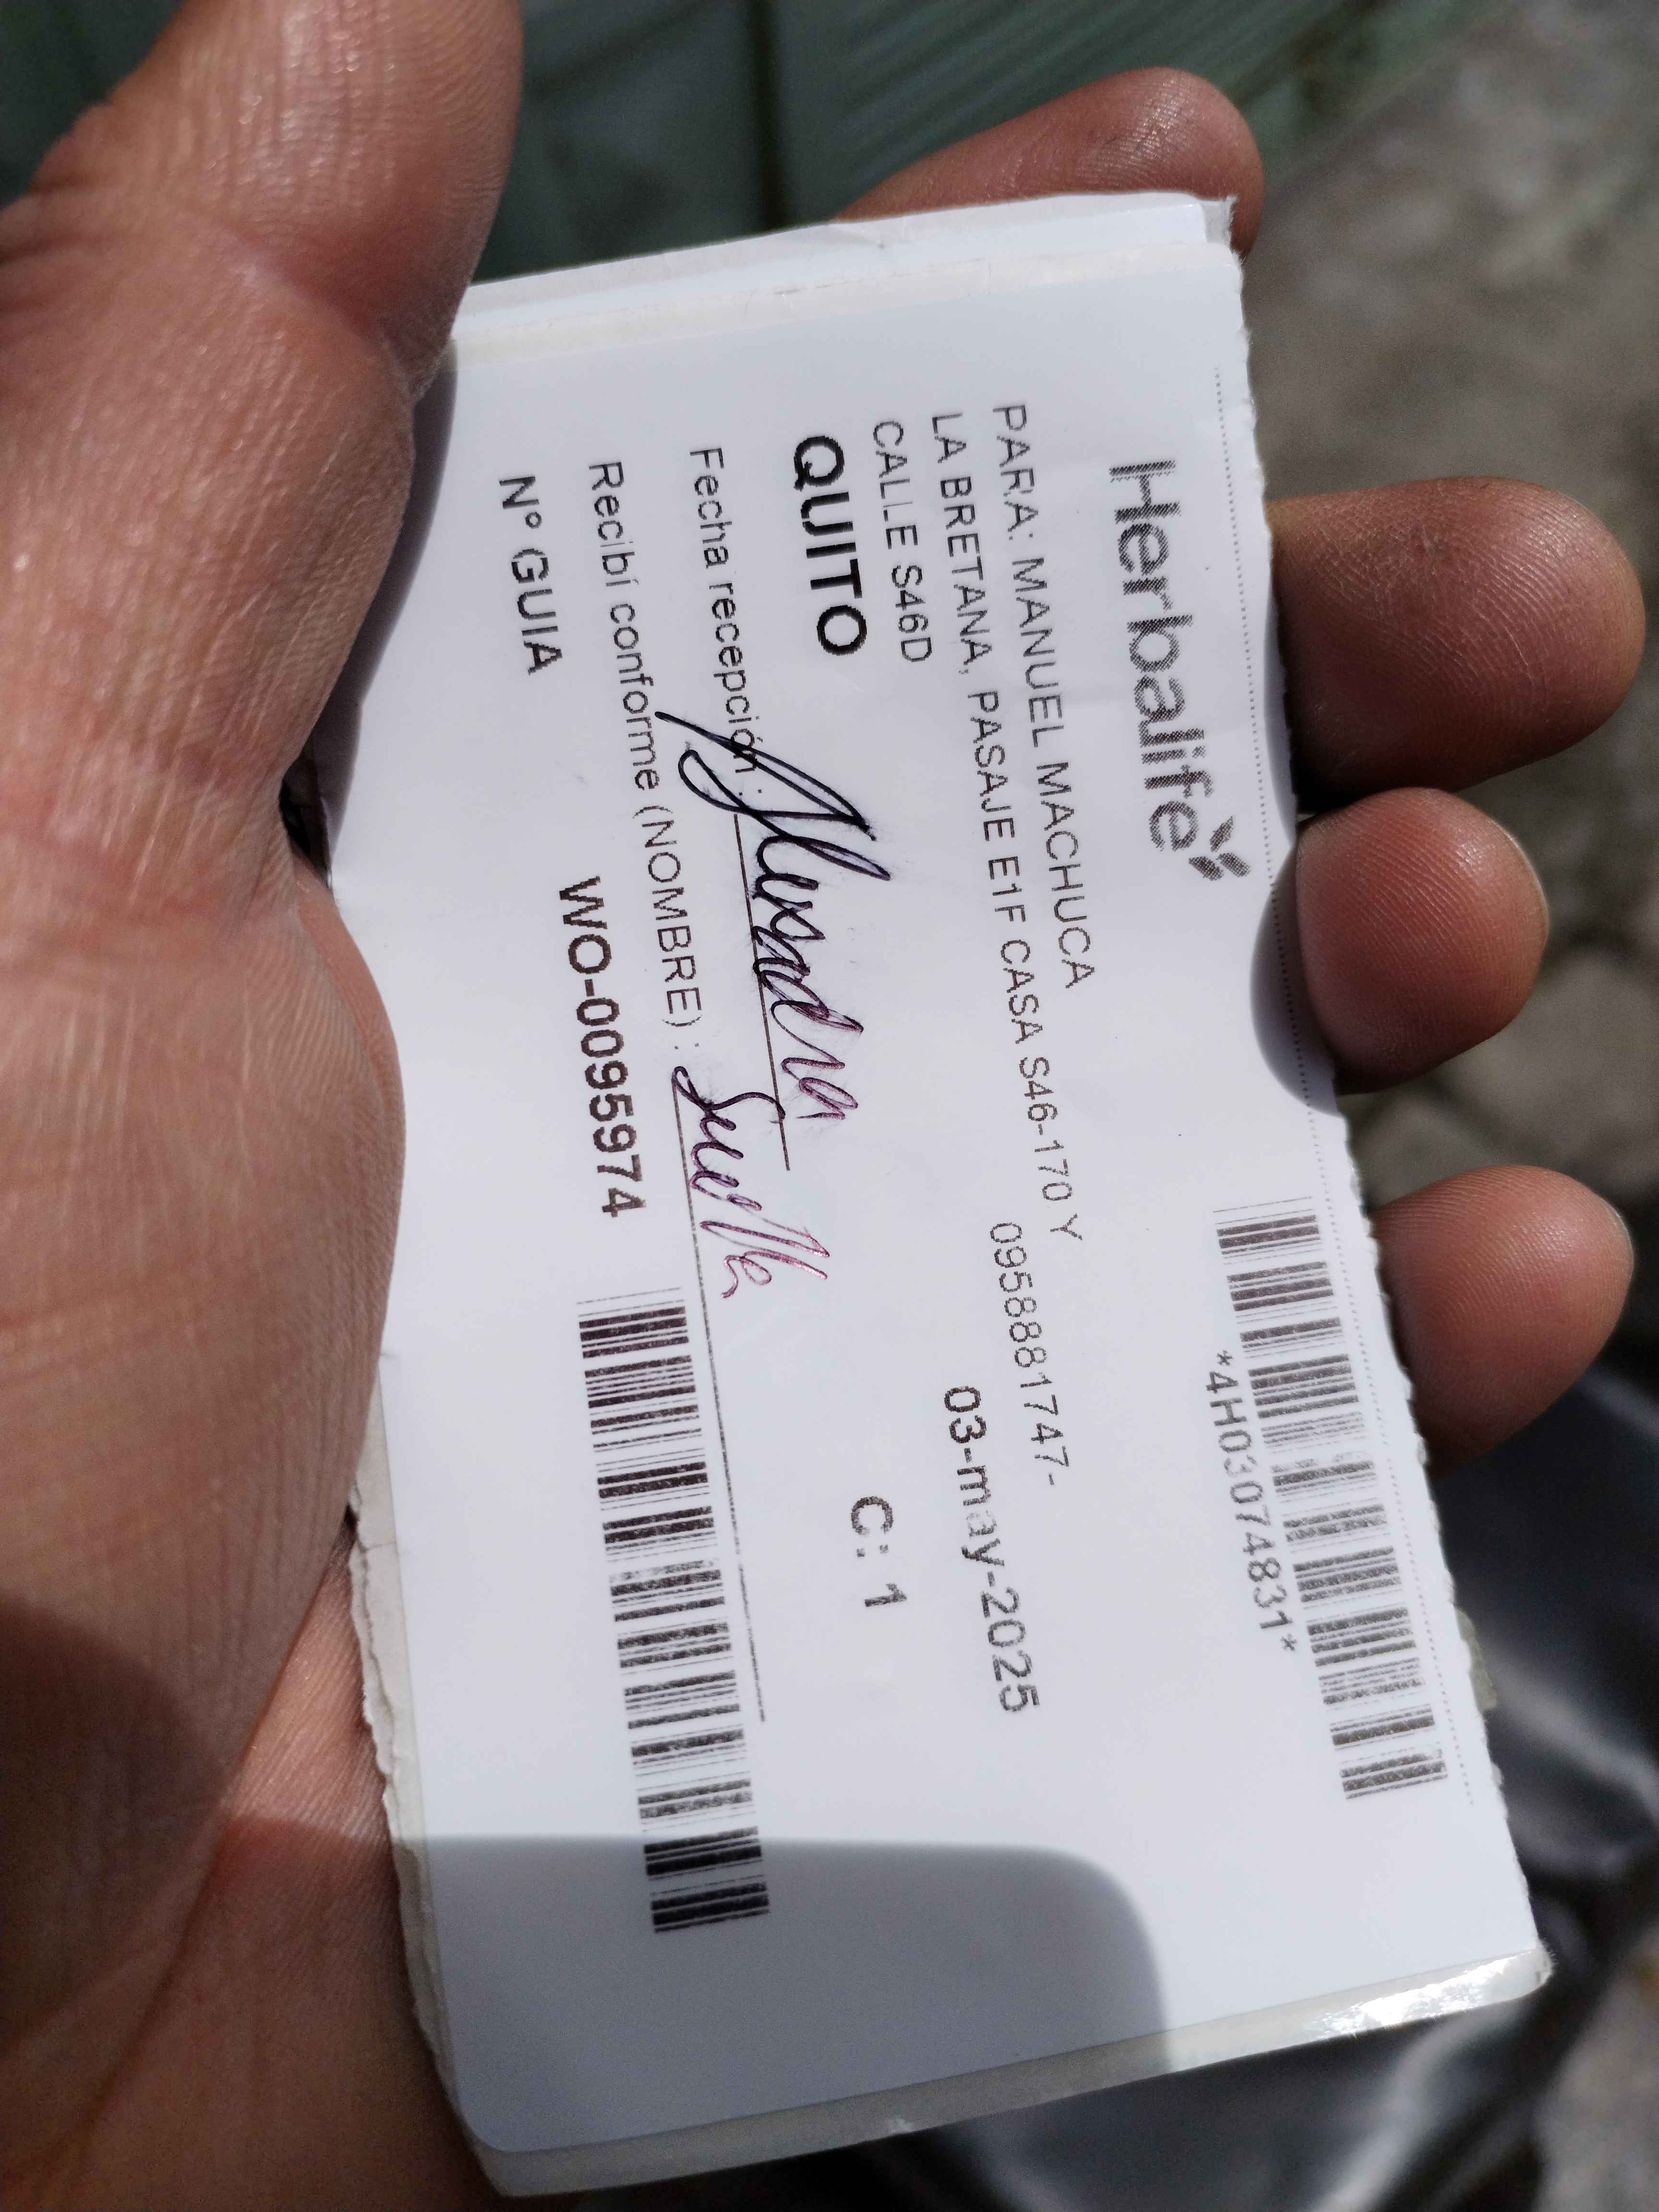 Herbalife
*4H03074831*
PARA: MANUEL MACHUCA
LA BRETANA, PASAJE E1F CASA S46-170 Y
CALLE S46D
0958881747-
03-may-2025
QUITO
C: 1
Fecha recepción :
Alexandra
Recibí conforme (NOMBRE) :
Nº GUIA
WO-0095974